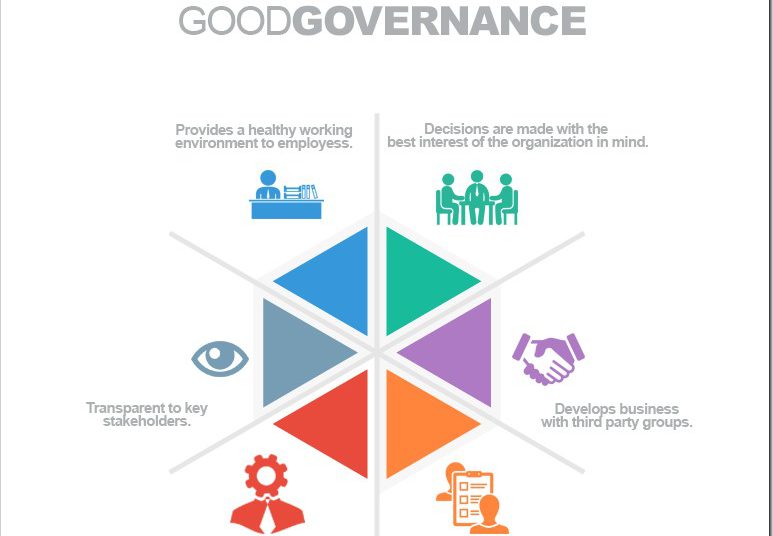 GOODGOVERNANCE
Provides a healthy working
environment to employess.
Decisions are made with the
best interest of the organization in mind.
Transparent to key
stakeholders.
Develops business
with third party groups.